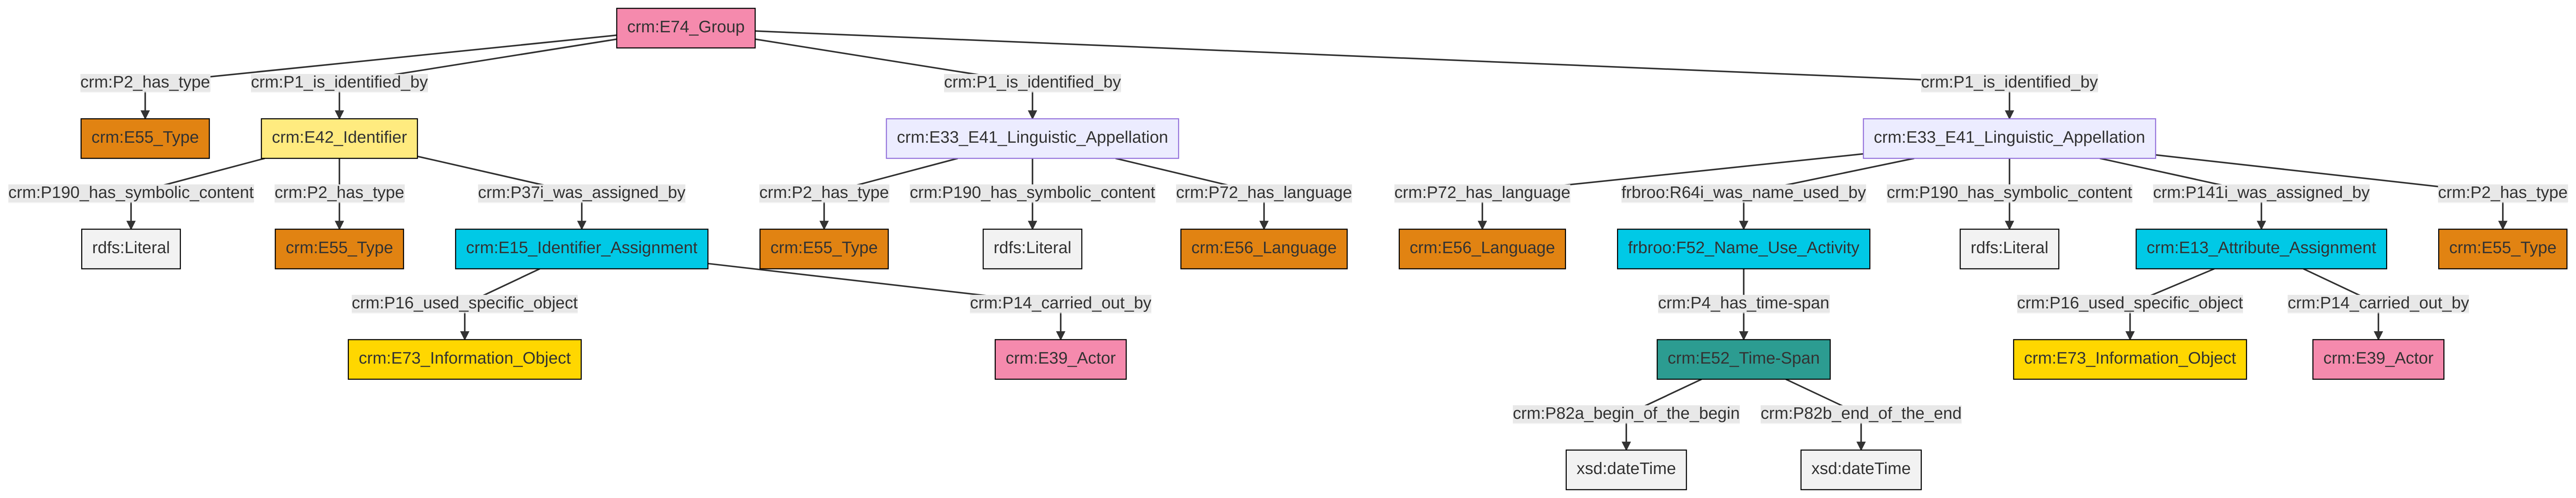 crm:E74_Group
crm:P2_has_type
crm:P1_is_identified_by
crm:P1_is_identified_by
crm:P1_is_identified_by
crm:E55_Type
crm:E42_Identifier
crm:E33_E41_Linguistic_Appellation
crm:E33_E41_Linguistic_Appellation
crm:P190_has_symbolic_content
crm:P2_has_type
crm:P37i_was_assigned_by
crm:P2_has_type
crm:P190_has_symbolic_content
crm:P72_has_language
crm:P72_has_language
frbroo:R64i_was_name_used_by
crm:P190_has_symbolic_content
crm:P141i_was_assigned_by
crm:P2_has_type
rdfs:Literal
crm:E55_Type
crm:E15_Identifier_Assignment
crm:E55_Type
rdfs:Literal
crm:E56_Language
crm:E56_Language
frbroo:F52_Name_Use_Activity
rdfs:Literal
crm:E13_Attribute_Assignment
crm:E55_Type
crm:P16_used_specific_object
crm:P14_carried_out_by
crm:P4_has_time-span
crm:P16_used_specific_object
crm:P14_carried_out_by
crm:E73_Information_Object
crm:E39_Actor
crm:E52_Time-Span
crm:E73_Information_Object
crm:E39_Actor
crm:P82a_begin_of_the_begin
crm:P82b_end_of_the_end
xsd:dateTime
xsd:dateTime